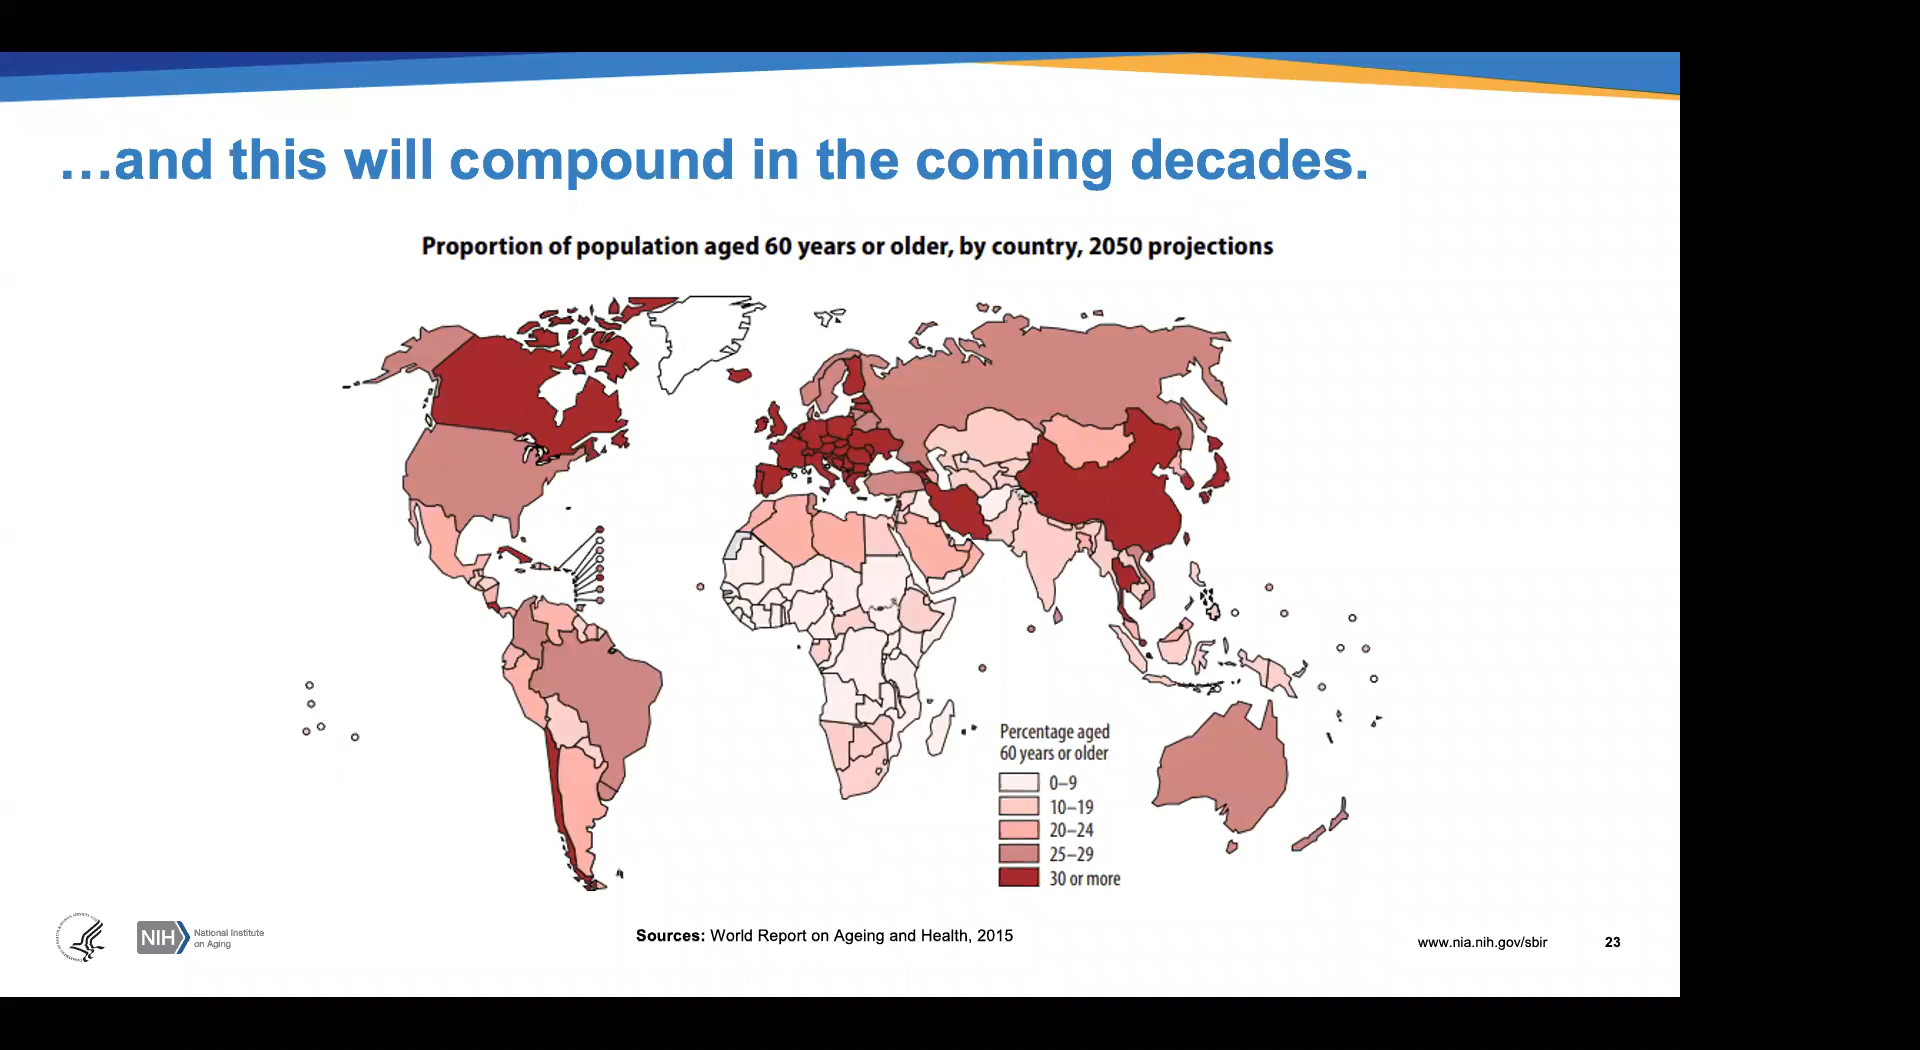 …and this will compound in the coming decades.
Proportion of population aged 60 years or older, by country, 2050 projections
Percentage aged
60 years or older
0–9
10–19
20–24
25–29
30 or more
NIH
National Institute
on Aging
Sources: World Report on Ageing and Health, 2015
www.nia.nih.gov/sbir
23